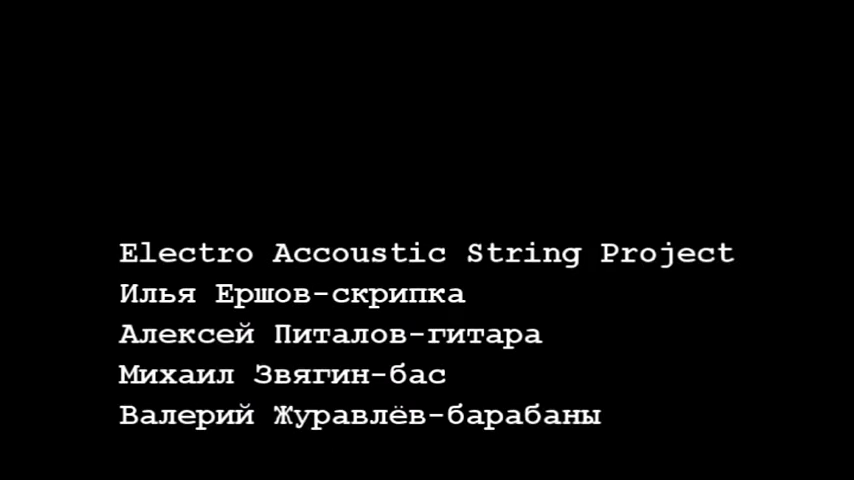 Electro Accoustic String Project
Илья Ершов-скрипка
Алексей Питалов-гитара
Михаил Звягин-бас
Валерий Журавлёв-барабаны